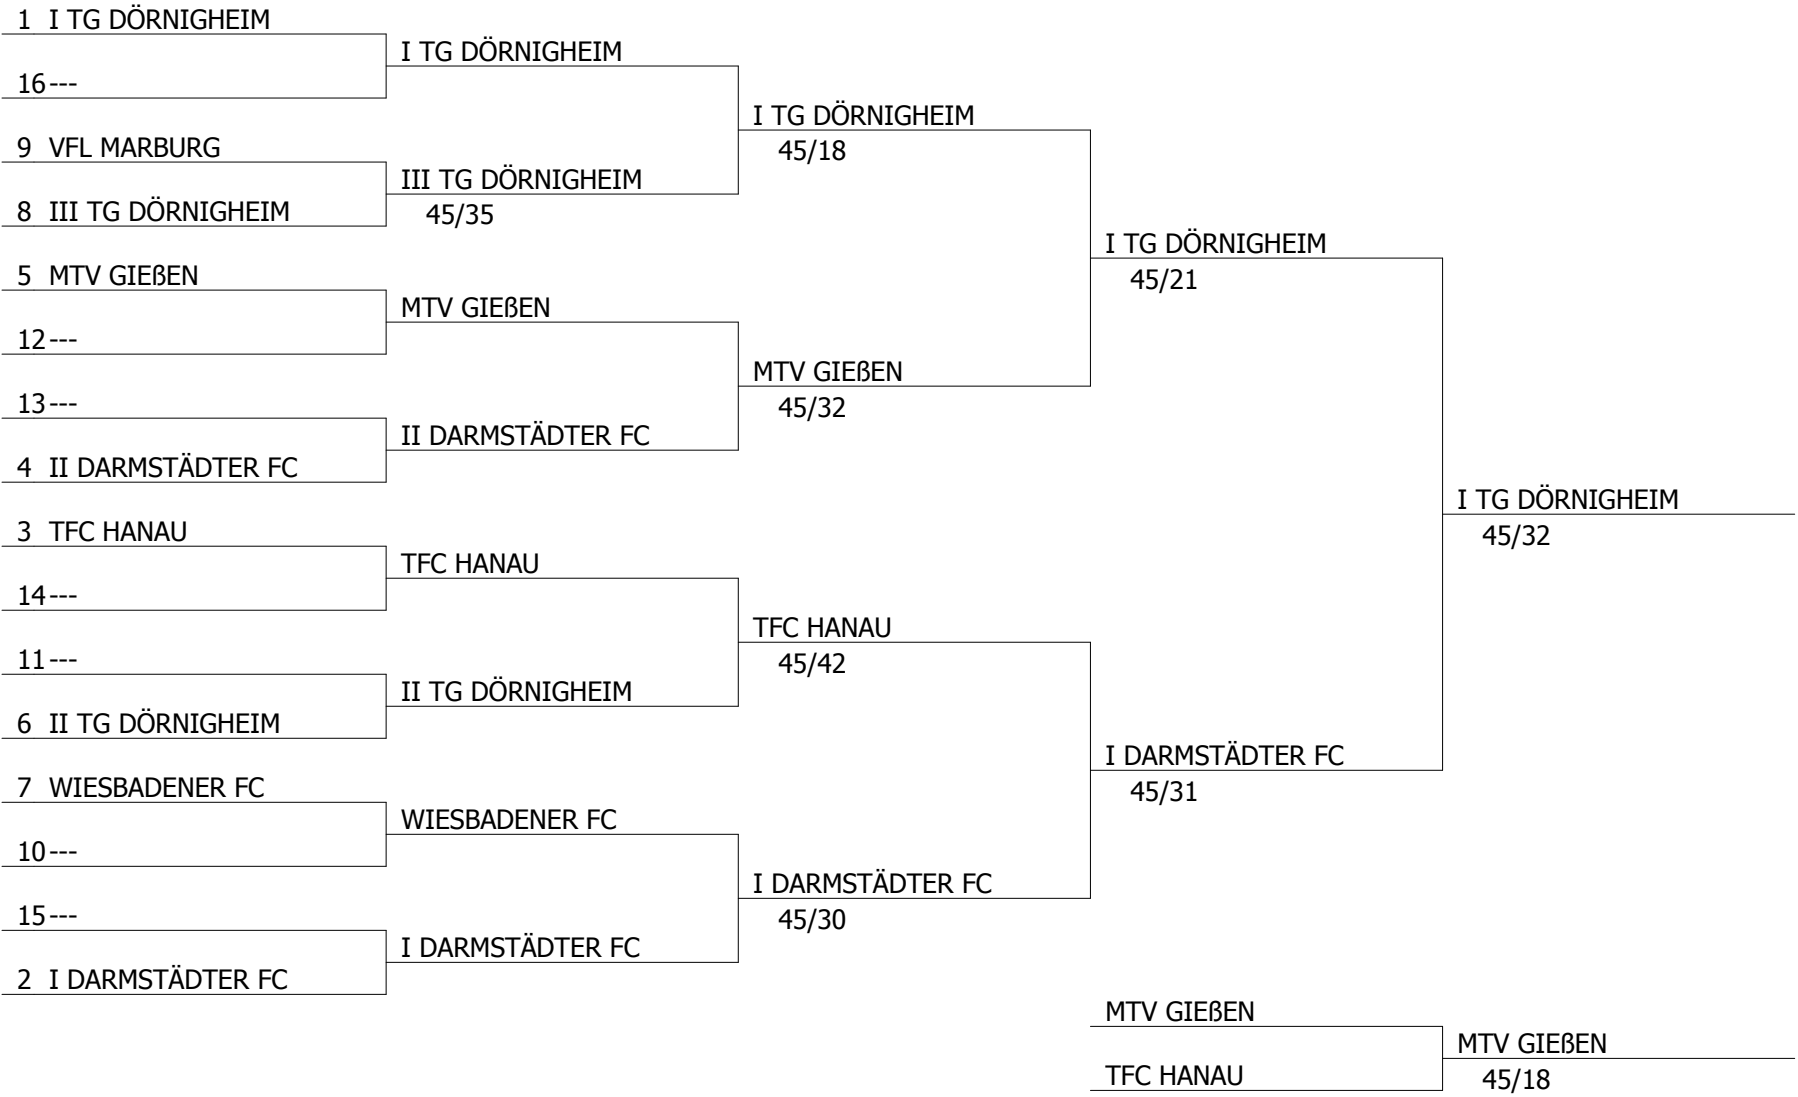 1 I TG DÖRNIGHEIM
16 ---
9 VFL MARBURG
8 III TG DÖRNIGHEIM
5 MTV GIEßEN
12 ---
13 ---
4 II DARMSTÄDTER FC
3 TFC HANAU
14 ---
11 ---
6 II TG DÖRNIGHEIM
7 WIESBADENER FC
10 ---
15 ---
2 I DARMSTÄDTER FC
I TG DÖRNIGHEIM
III TG DÖRNIGHEIM
45/35
MTV GIEßEN
II DARMSTÄDTER FC
TFC HANAU
II TG DÖRNIGHEIM
WIESBADENER FC
I DARMSTÄDTER FC
I TG DÖRNIGHEIM
45/18
MTV GIEßEN
45/32
TFC HANAU
45/42
I DARMSTÄDTER FC
45/30
I TG DÖRNIGHEIM
45/21
I DARMSTÄDTER FC
45/31
I TG DÖRNIGHEIM
45/32
MTV GIEßEN
TFC HANAU
MTV GIEßEN
45/18